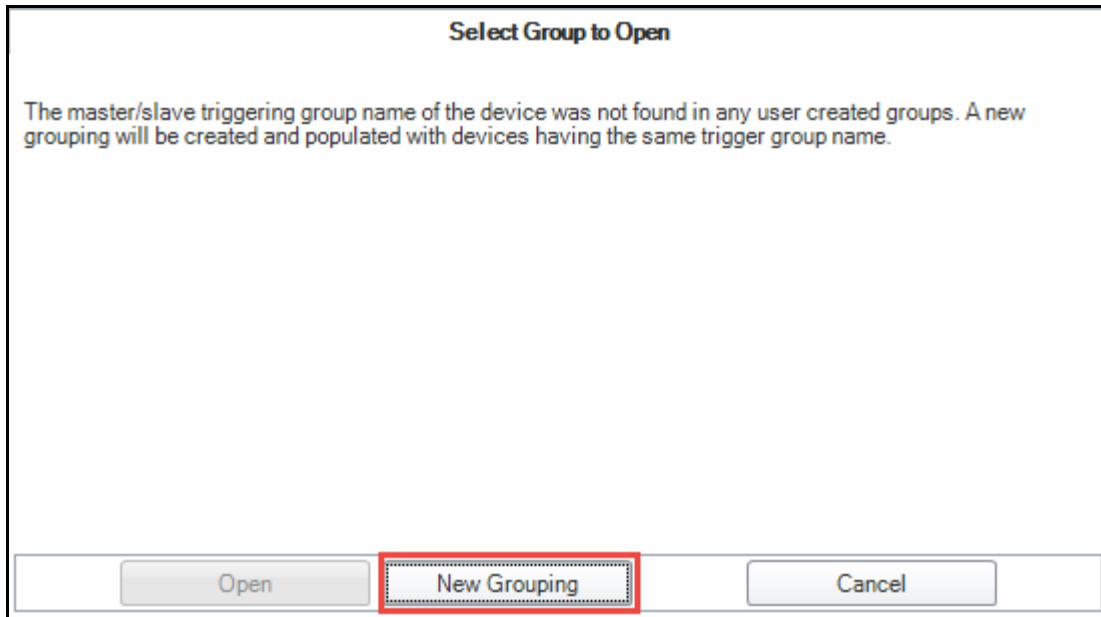 Select Group to Open
The master/slave triggering group name of the device was not found in any user created groups. A new
grouping will be created and populated with devices having the same trigger group name.
Open
New Grouping
Cancel